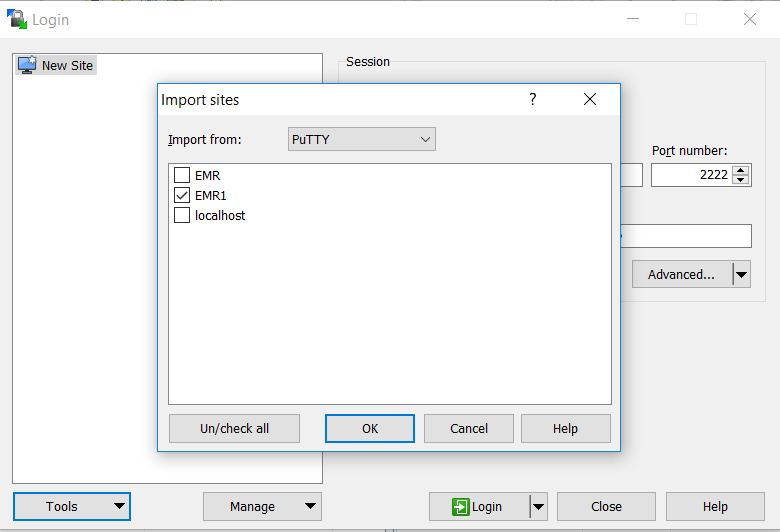 Login
New Site
Session
Import sites
?
Import from:
PuTTY
Port number:
EMR
2222
EMR1
localhost
Advanced...
Un/check all
OK
Cancel
Help
Tools
Manage
Login
Close
Help